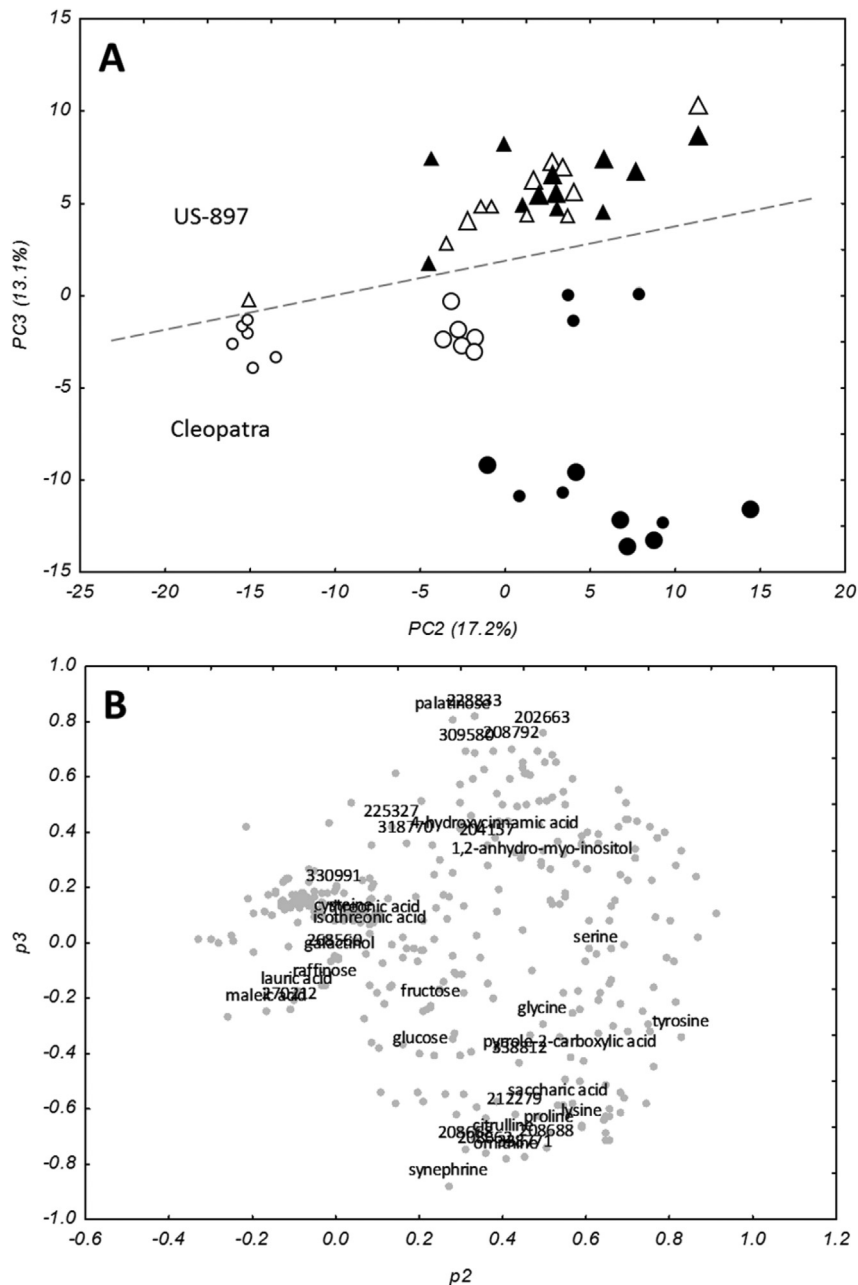 A
15
10
US-897
5
PC3 (13.1%)
0
-5
Cleopatra
-10
-15
-25 -20 -15 -10 -5 0 5 10 15 20
PC2 (17.2%)
B
1.0
palatinose 228833
0.8
202663
309580 208792
0.6
225327
318770 4-hydroxycinnamic acid
204157
0.4
1,2-anhydro-myo-inositol
330991
0.2
cysteine threonic acid
isothreonic acid
p3
0.0
galactinol
serine
raffinose
lauric acid
fructose
maleic acid 270212
-0.2
glycine
tyrosine
glucose
pyrrole-2-carboxylic acid
338812
-0.4
saccharic acid
212279
lysine
proline
-0.6
citrulline
208688
ornithine
synephrine
-0.8
-1.0
-0.6 -0.4 -0.2 0.0 0.2 0.4 0.6 0.8 1.0 1.2
p2